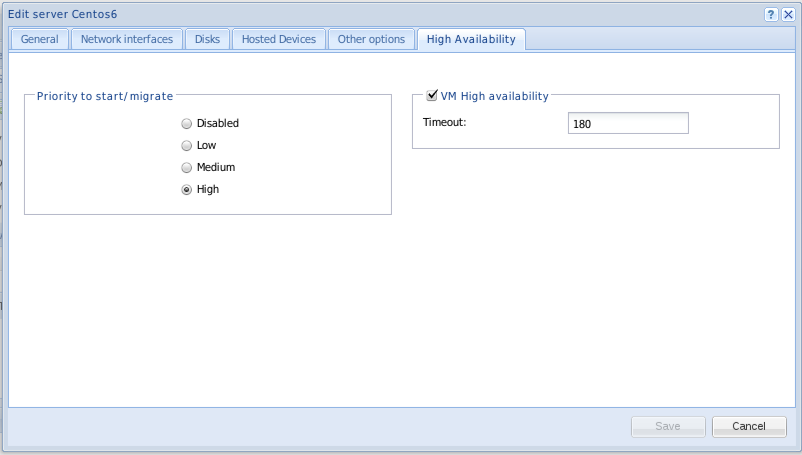 Edit server Centos6
?
General Network interfaces Disks Hosted Devices Other options High Availability
Priority to start/migrate
Disabled
Low
Medium
High
VM High availability
Timeout: 180
Save Cancel